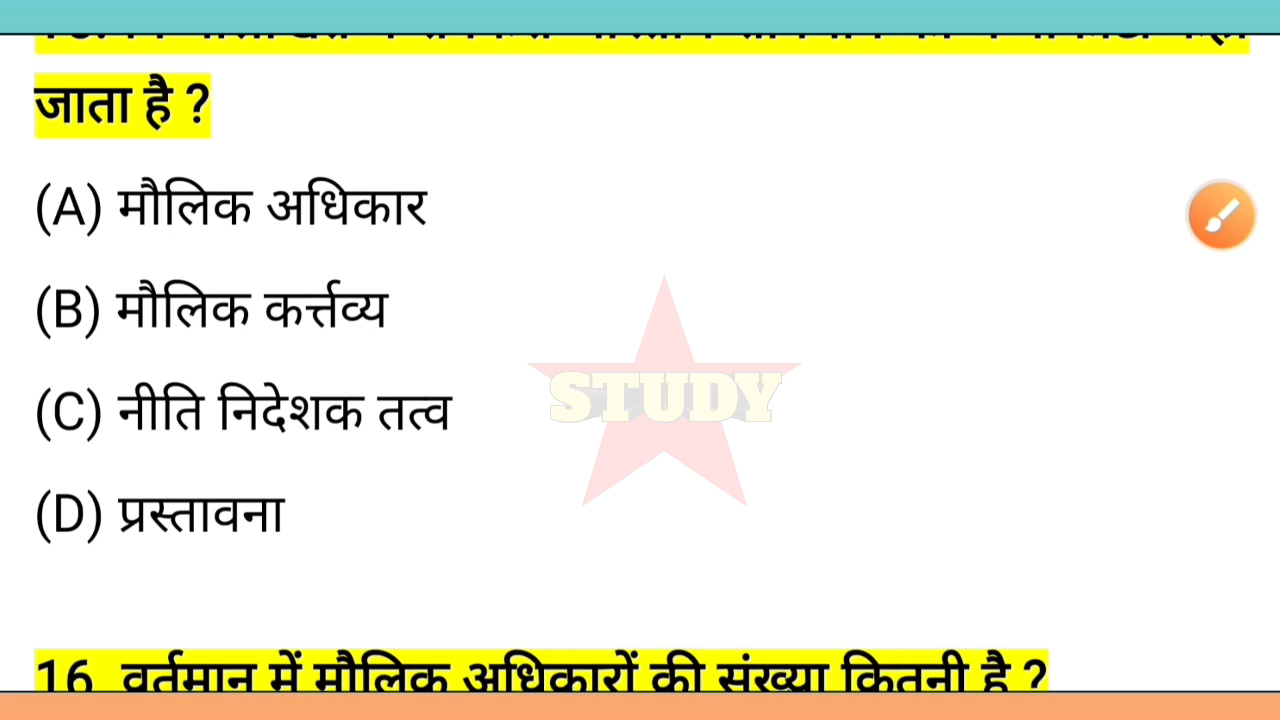 जाता है ?
(A) मौलिक अधिकार
(B) मौलिक कर्त्तव्य
(C) नीति निदेशक तत्व
(D) प्रस्तावना
STUDY
16. वर्तमान में मौलिक अधिकारों की संख्या कितनी है ?